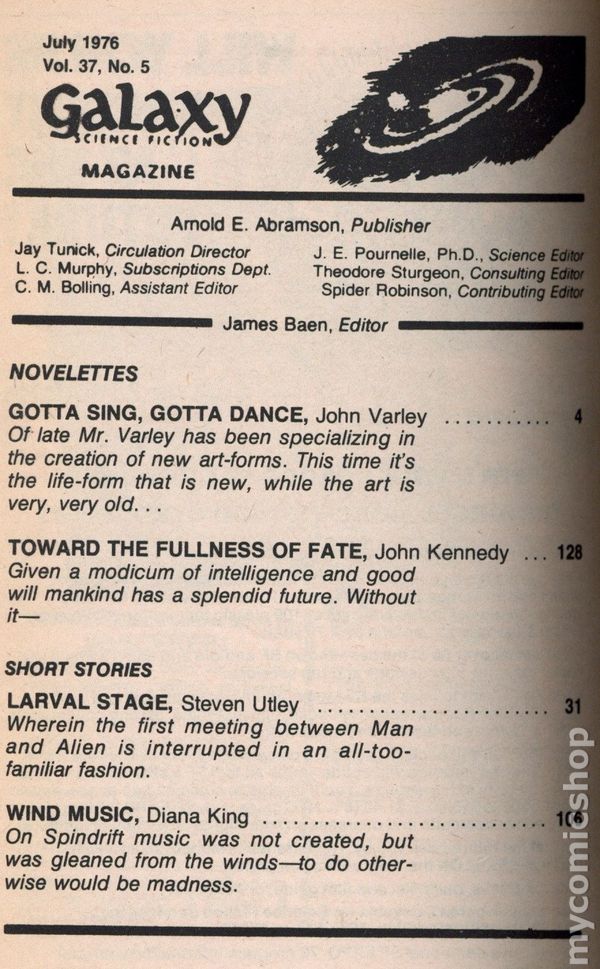 July 1976
Vol. 37, No. 5
Galaxy
SCIENCE FICTION
MAGAZINE
Arnold E. Abramson, Publisher
Jay Tunick, Circulation Director
L. C. Murphy, Subscriptions Dept.
C. M. Bolling, Assistant Editor
J. E. Pournelle, Ph.D., Science Editor
Theodore Sturgeon, Consulting Editor
Spider Robinson, Contributing Editor
James Baen, Editor
NOVELETTES
GOTTA SING, GOTTA DANCE, John Varley ........... 4
Of late Mr. Varley has been specializing in
the creation of new art-forms. This time it's
the life-form that is new, while the art is
very, very old. . .
TOWARD THE FULLNESS OF FATE, John Kennedy ... 128
Given a modicum of intelligence and good
will mankind has a splendid future. Without
it—
SHORT STORIES
LARVAL STAGE, Steven Utley ....................... 31
Wherein the first meeting between Man
and Alien is interrupted in an all-too-
familiar fashion.
WIND MUSIC, Diana King ............................ 106
On Spindrift music was not created, but
was gleaned from the winds—to do other-
wise would be madness.
mycomicshop